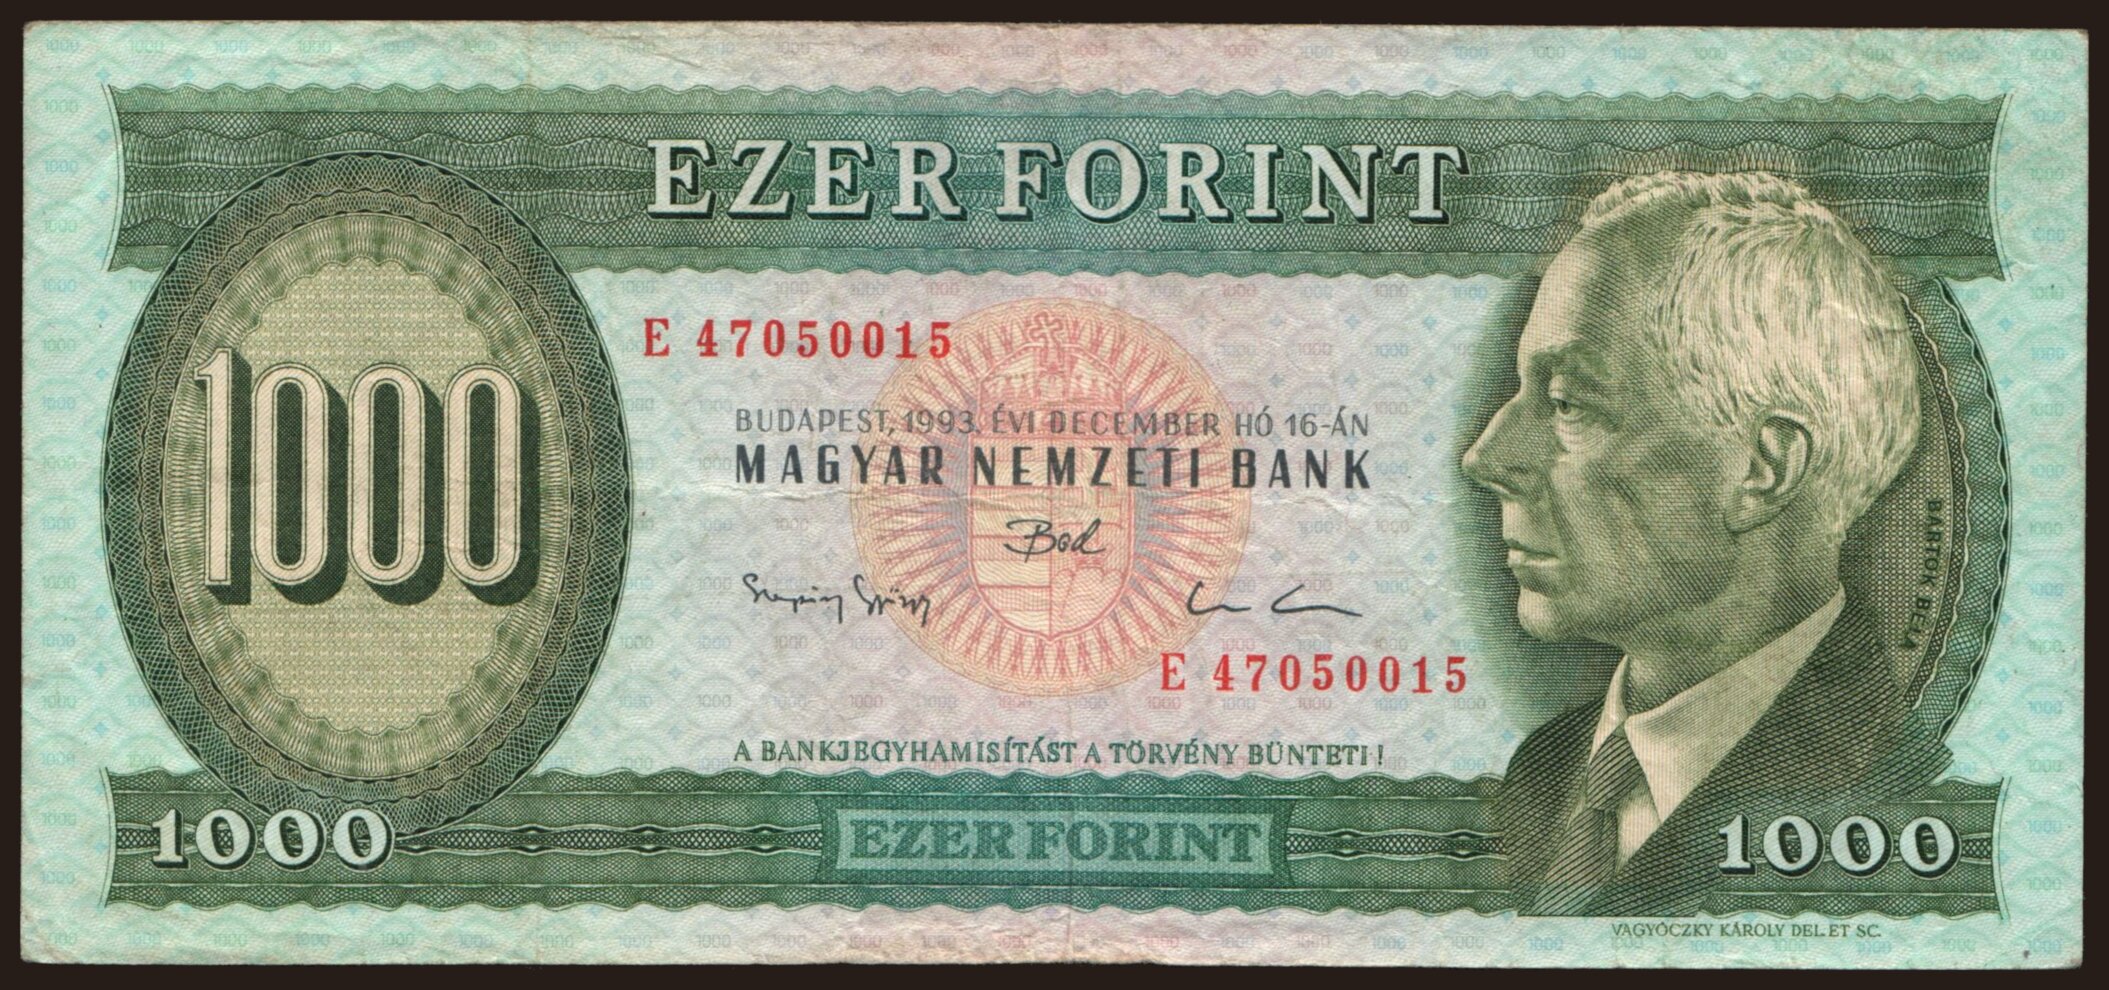 EZER FORINT
1000
E 47050015
BUDAPEST, 1993. ÉVI DECEMBER HÓ 16-ÁN
MAGYAR NEMZETI BANK
Bod
E 47050015
BARTÓK BÉLA
A BANKJEGYHAMISÍTÁST A TÖRVÉNY BÜNTETI!
1000
EZER FORINT
1000
VAGYÓCZKY KÁROLY DEL. ET SC.